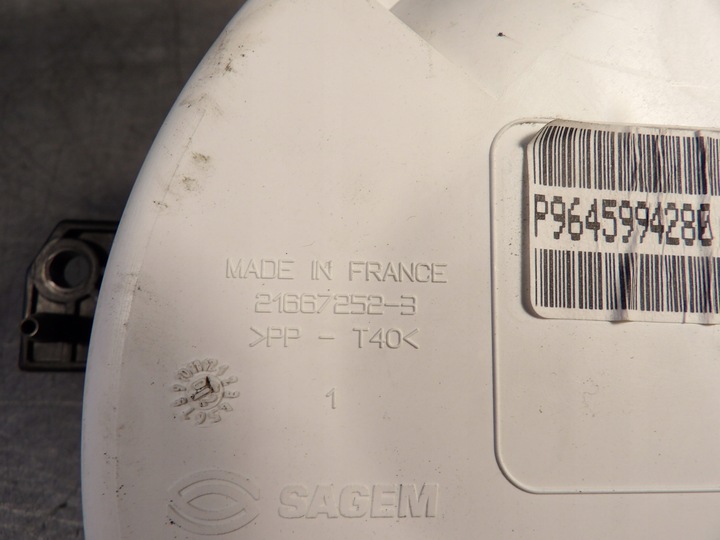 P964599428
MADE IN FRANCE
21667252-3
>PP - T40<
1
SAGEM